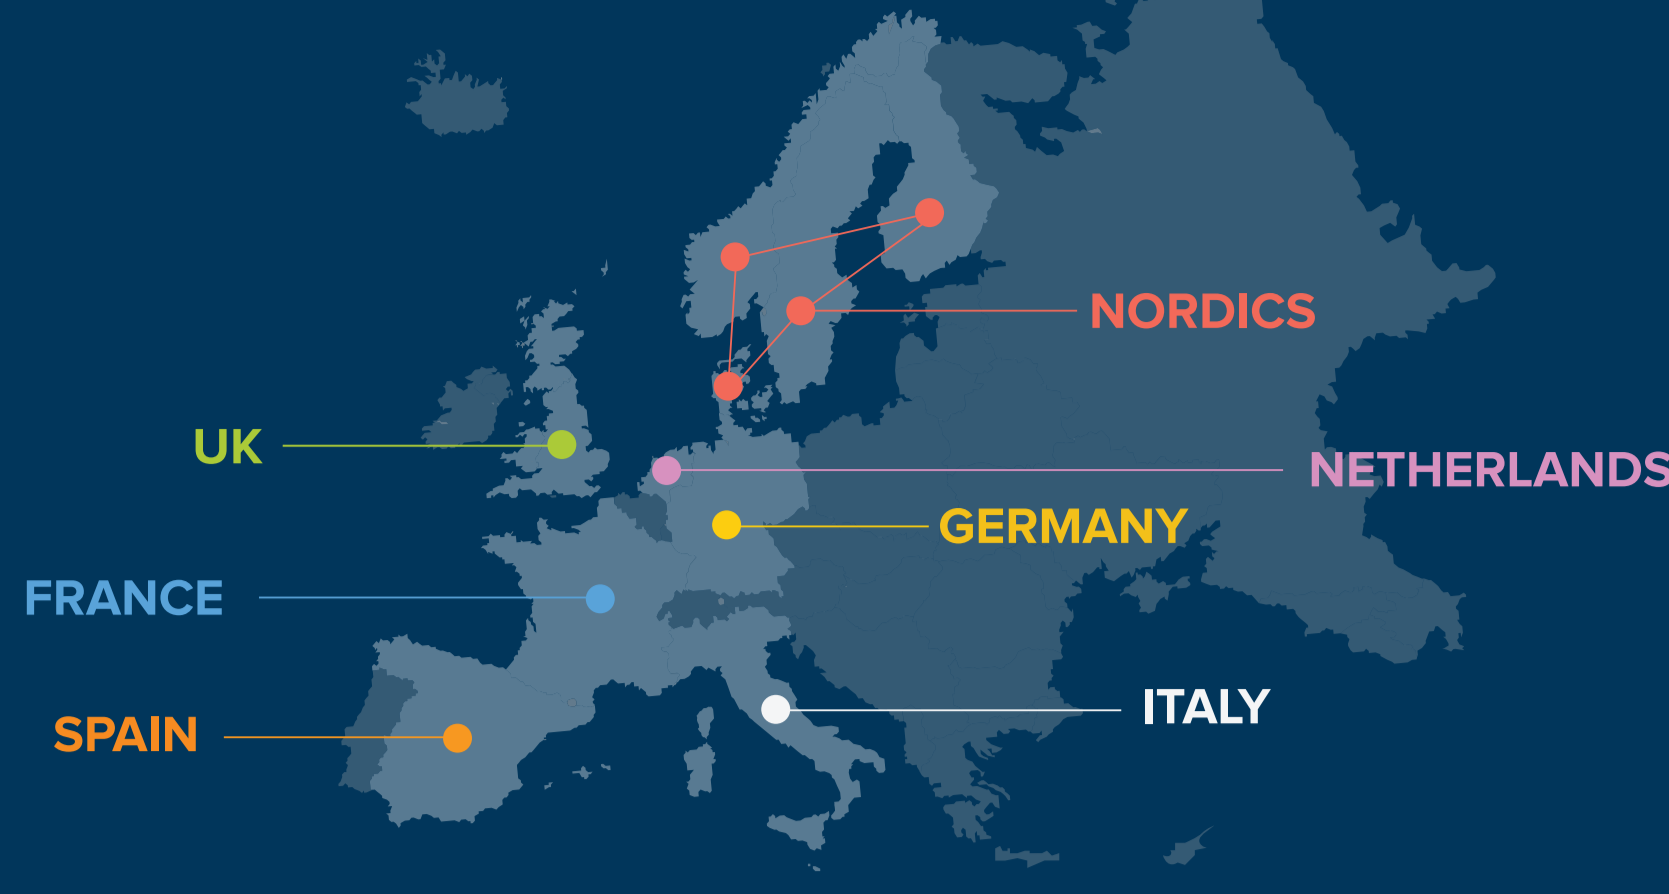 NORDICS
UK
NETHERLANDS
GERMANY
FRANCE
ITALY
SPAIN